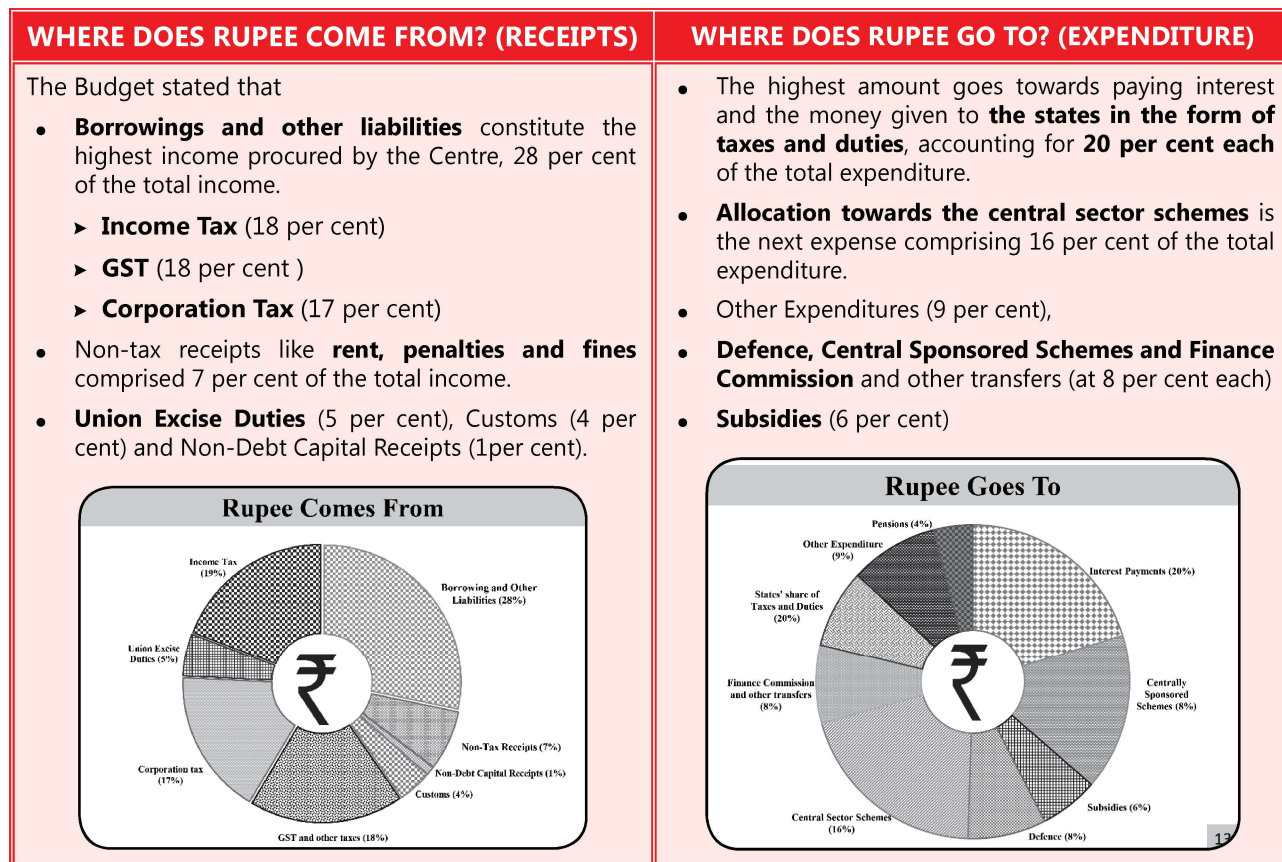 WHERE DOES RUPEE COME FROM? (RECEIPTS)
The Budget stated that
● Borrowings and other liabilities constitute the
highest income procured by the Centre, 28 per cent
of the total income.
➤ Income Tax (18 per cent)
➤ GST (18 per cent )
➤ Corporation Tax (17 per cent)
● Non-tax receipts like rent, penalties and fines
comprised 7 per cent of the total income.
● Union Excise Duties (5 per cent), Customs (4 per
cent) and Non-Debt Capital Receipts (1per cent).
Rupee Comes From
Income Tax
(19%)
Borrowing and Other
Liabilities (28%)
Union Excise
Duties (5%)
Non-Tax Receipts (7%)
Corporation tax
(17%)
Non-Debt Capital Receipts (1%)
Customs (4%)
GST and other taxes (18%)
₹
WHERE DOES RUPEE GO TO? (EXPENDITURE)
● The highest amount goes towards paying interest
and the money given to the states in the form of
taxes and duties, accounting for 20 per cent each
of the total expenditure.
● Allocation towards the central sector schemes is
the next expense comprising 16 per cent of the total
expenditure.
● Other Expenditures (9 per cent),
● Defence, Central Sponsored Schemes and Finance
Commission and other transfers (at 8 per cent each)
● Subsidies (6 per cent)
Rupee Goes To
Pensions (4%)
Other Expenditure
(9%)
Interest Payments (20%)
States' share of
Taxes and Duties
(20%)
Finance Commission
and other transfers
(8%)
Centrally
Sponsored
Schemes (8%)
Subsidies (6%)
Central Sector Schemes
(16%)
Defence (8%)
₹
13